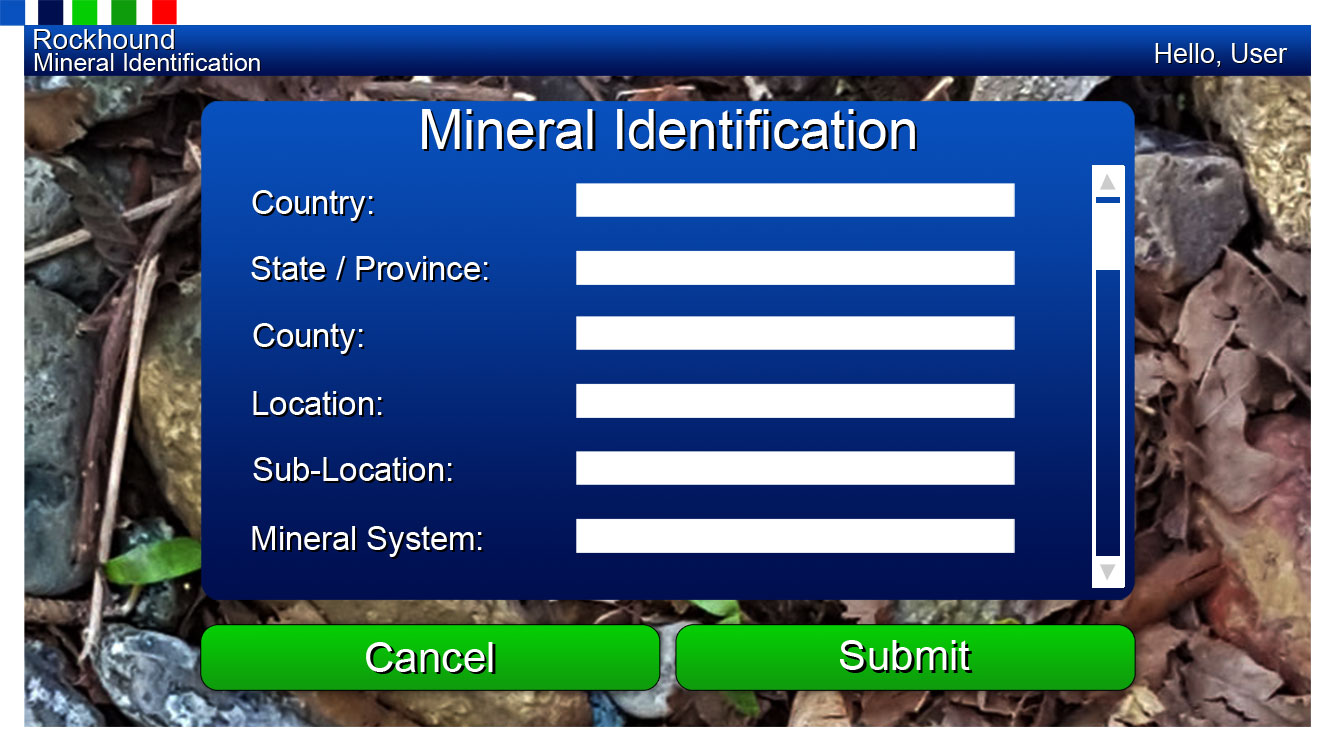 Rockhound
Mineral Identification
Hello, User
Mineral Identification
Country:
State / Province:
County:
Location:
Sub-Location:
Mineral System:
Cancel
Submit